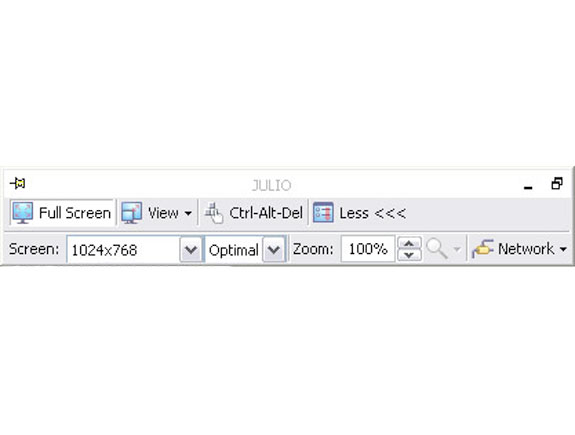 JULIO
Full Screen View Ctrl-Alt-Del Less <<<
Screen: 1024x768 Optimal Zoom: 100% Network